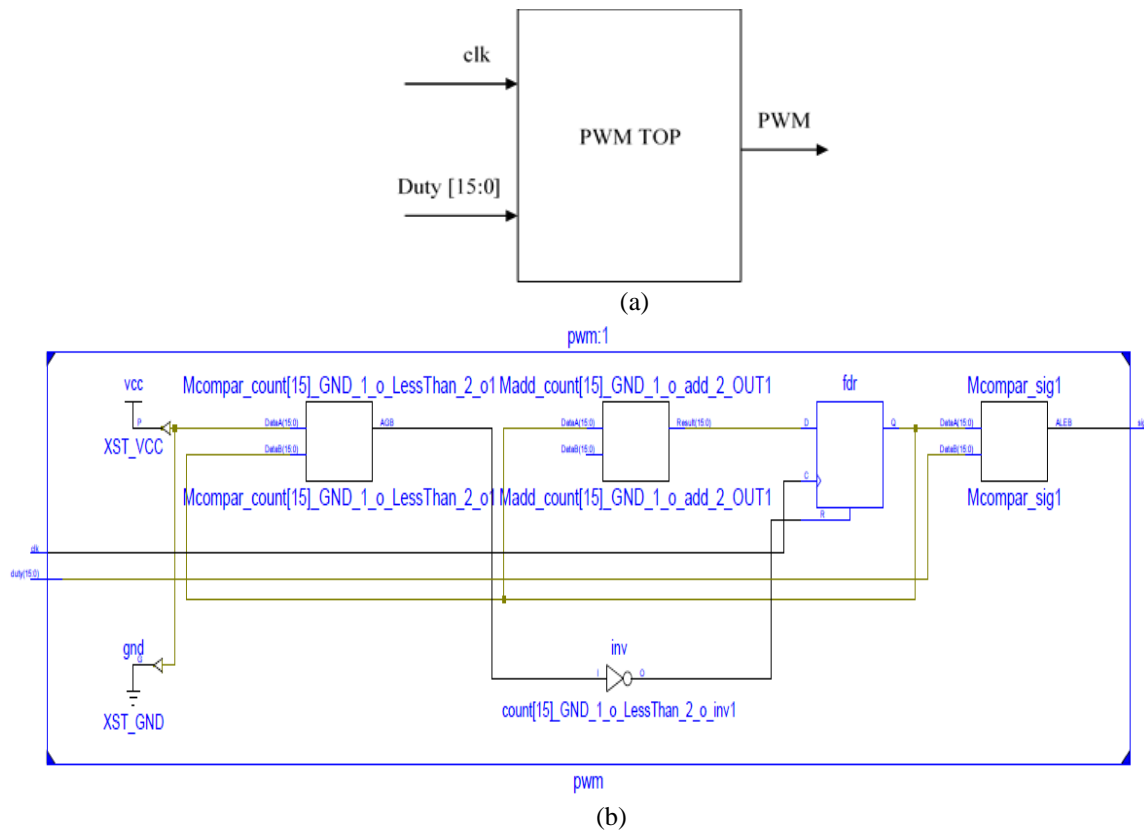 clk
PWM TOP
PWM
Duty [15:0]
(a)
pwm:1
vcc
Mcompar_count[15]_GND_1_o_LessThan_2_o1
Madd_count[15]_GND_1_o_add_2_OUT1
fdr
Mcompar_sig1
P
XST_VCC
DataA(15:0)
AGB
DataB(15:0)
DataA(15:0)
Result(15:0)
DataB(15:0)
D
Q
C
R
DataA(15:0)
ALEB
DataB(15:0)
sig
Mcompar_count[15]_GND_1_o_LessThan_2_o1
Madd_count[15]_GND_1_o_add_2_OUT1
Mcompar_sig1
clk
duty(15:0)
gnd
G
XST_GND
inv
I
O
count[15]_GND_1_o_LessThan_2_o_inv1
pwm
(b)